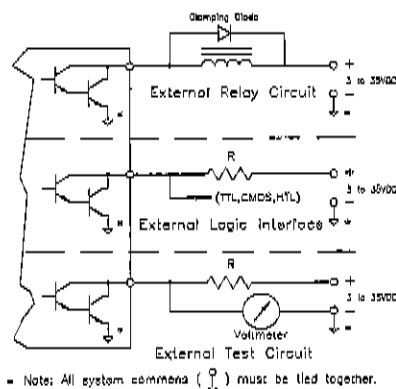 Clamping Diode
+
3 to 35VDC
-
External Relay Circuit
*
*
R
+
3 to 35VDC
-
(TTL,CMOS,HTL)
*
External Logic Interface
*
R
+
3 to 35VDC
-
Voltmeter
*
External Test Circuit
* Note: All system commons ( ) must be tied together.